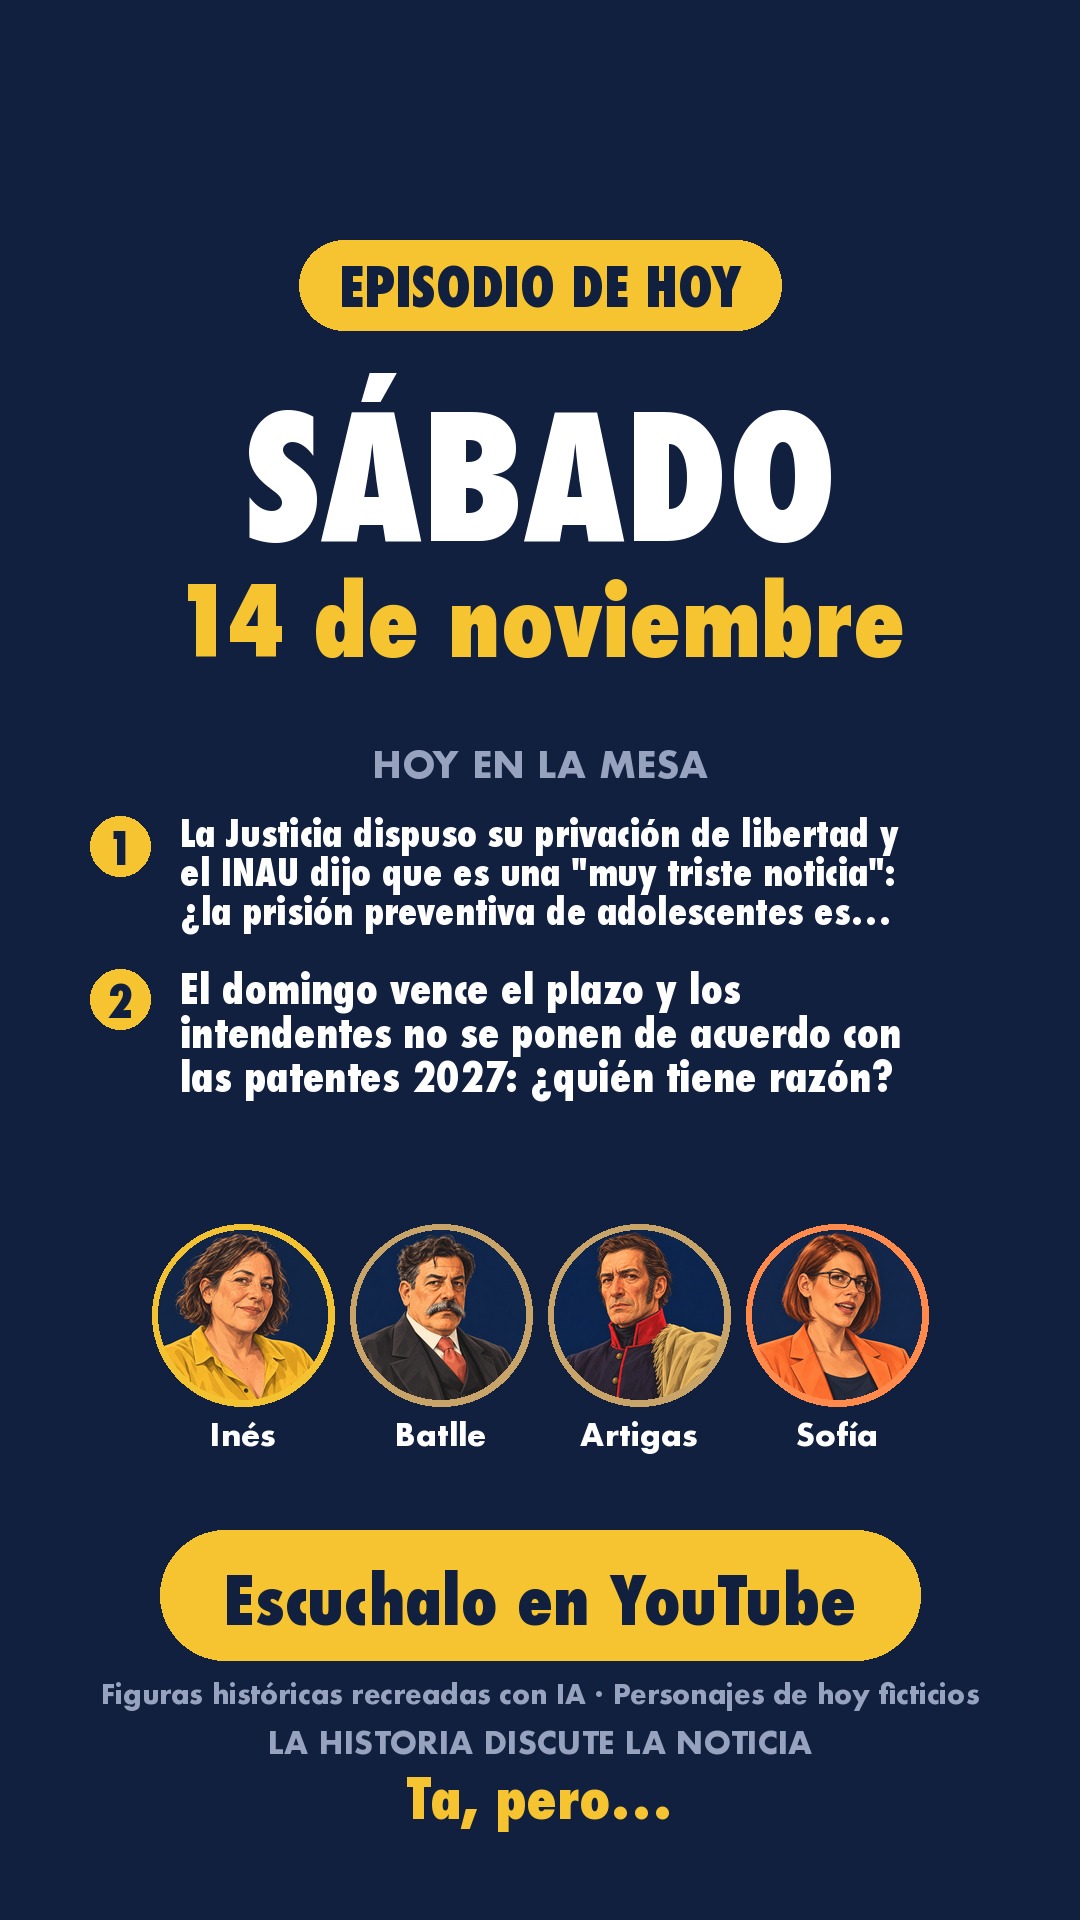 EPISODIO DE HOY
SÁBADO
14 de noviembre
HOY EN LA MESA
1 La Justicia dispuso su privación de libertad y
el INAU dijo que es una "muy triste noticia":
¿la prisión preventiva de adolescentes es...
2 El domingo vence el plazo y los
intendentes no se ponen de acuerdo con
las patentes 2027: ¿quién tiene razón?
Inés Batlle Artigas Sofía
Escuchalo en YouTube
Figuras históricas recreadas con IA · Personajes de hoy ficticios
LA HISTORIA DISCUTE LA NOTICIA
Ta, pero...